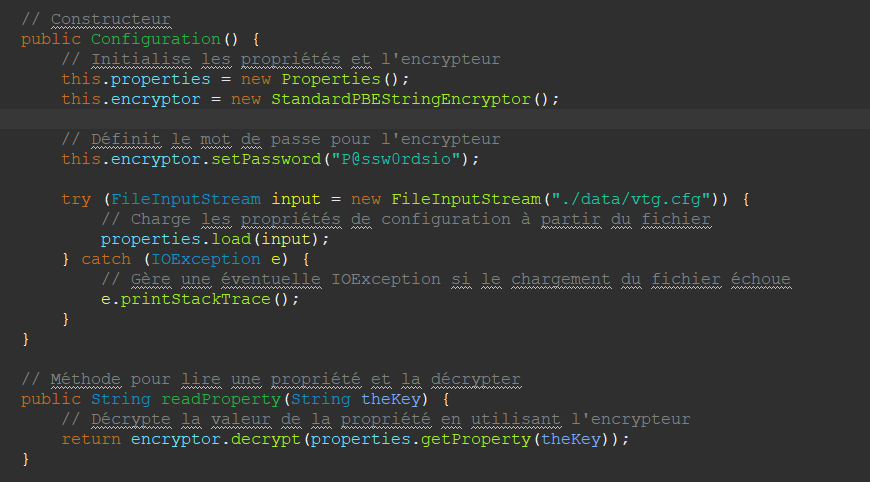 // Constructeur
public Configuration() {
// Initialise les propriétés et l'encrypteur
this.properties = new Properties();
this.encryptor = new StandardPBEStringEncryptor();
// Définit le mot de passe pour l'encrypteur
this.encryptor.setPassword("P@ssw0rdsio");
try (FileInputStream input = new FileInputStream("./data/vtg.cfg")) {
// Charge les propriétés de configuration à partir du fichier
properties.load(input);
} catch (IOException e) {
// Gère une éventuelle IOException si le chargement du fichier échoue
e.printStackTrace();
}
}
// Méthode pour lire une propriété et la décrypter
public String readProperty(String theKey) {
// Décrypte la valeur de la propriété en utilisant l'encrypteur
return encryptor.decrypt(properties.getProperty(theKey));
}